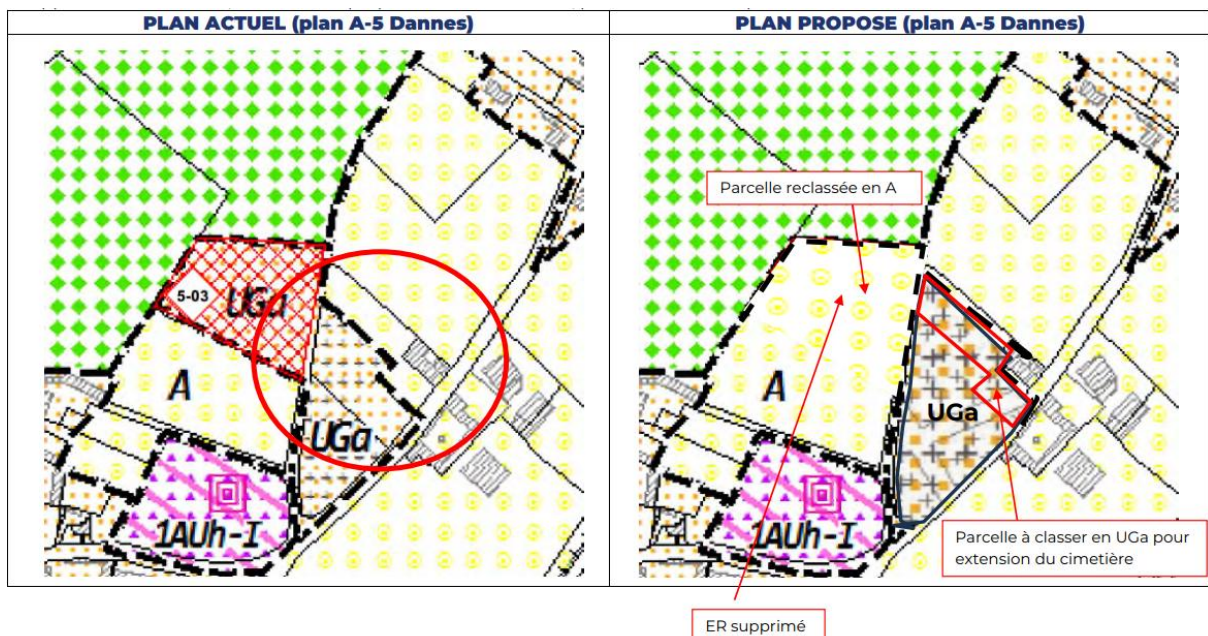 PLAN ACTUEL (plan A-5 Dannes)
PLAN PROPOSE (plan A-5 Dannes)
5-03
UGa
A
UGa
1AUh-I
Parcelle reclassée en A
A
UGa
1AUh-I
Parcelle à classer en UGa pour
extension du cimetière
ER supprimé